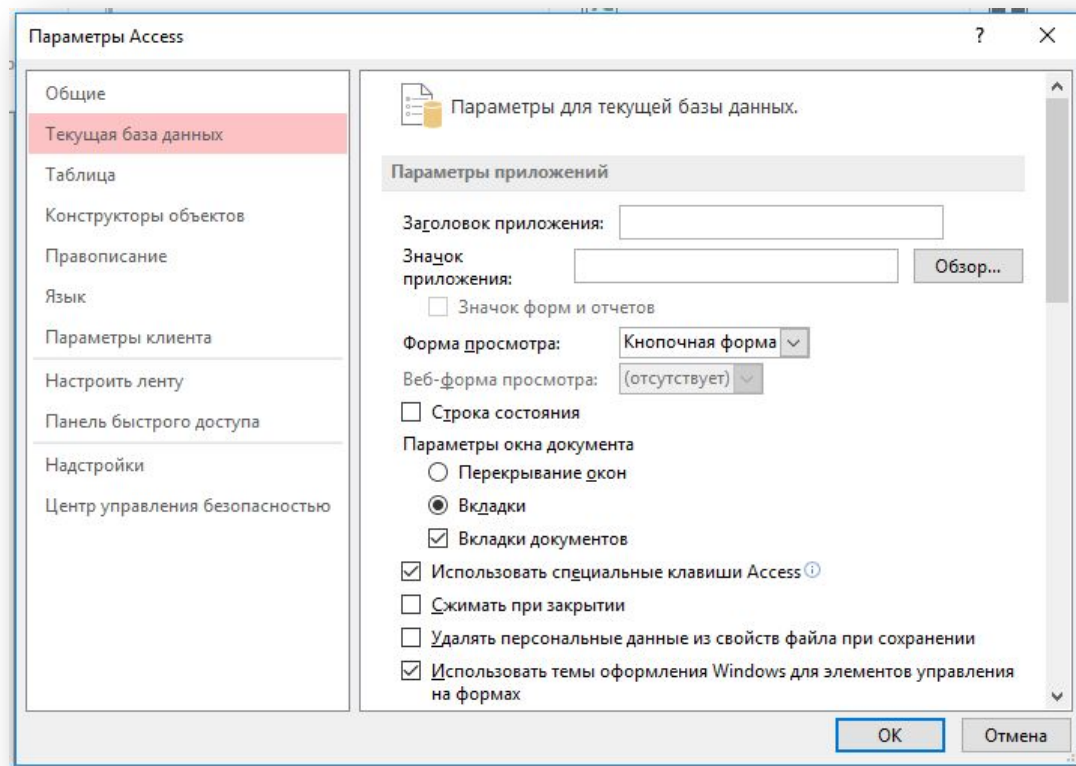 Параметры Access
Общие
Текущая база данных
Таблица
Конструкторы объектов
Правописание
Язык
Параметры клиента
Настроить ленту
Панель быстрого доступа
Надстройки
Центр управления безопасностью
Параметры для текущей базы данных.
Параметры приложений
Заголовок приложения:
Значок
приложения:
Обзор...
Значок форм и отчетов
Форма просмотра: Кнопочная форма
Веб-форма просмотра: (отсутствует)
Строка состояния
Параметры окна документа
Перекрывание окон
Вкладки
Вкладки документов
Использовать специальные клавиши Access
Сжимать при закрытии
Удалять персональные данные из свойств файла при сохранении
Использовать темы оформления Windows для элементов управления
на формах
ОК
Отмена